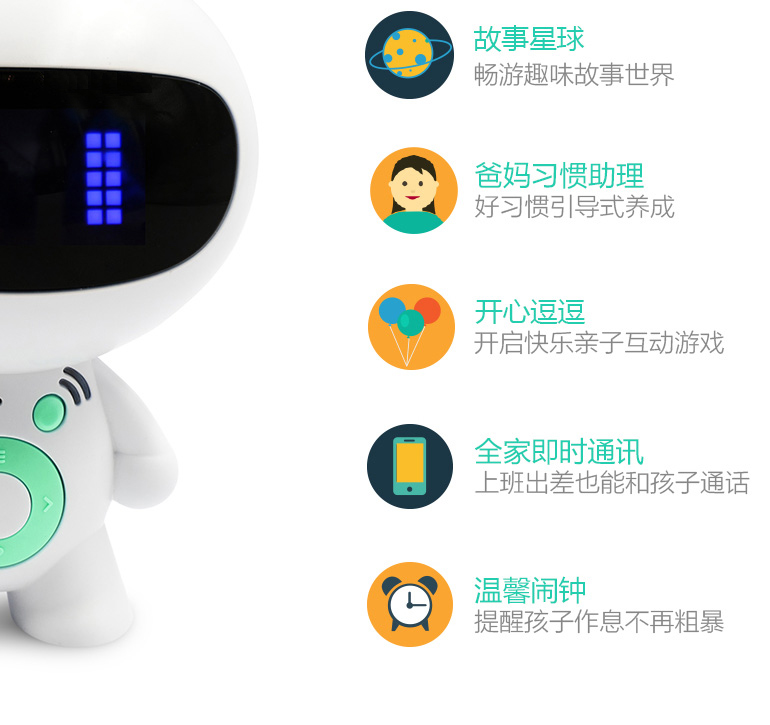 故事星球
畅游趣味故事世界
爸妈习惯助理
好习惯引导式养成
开心逗逗
开启快乐亲子互动游戏
全家即时通讯
上班出差也能和孩子通话
温馨闹钟
提醒孩子作息不再粗暴